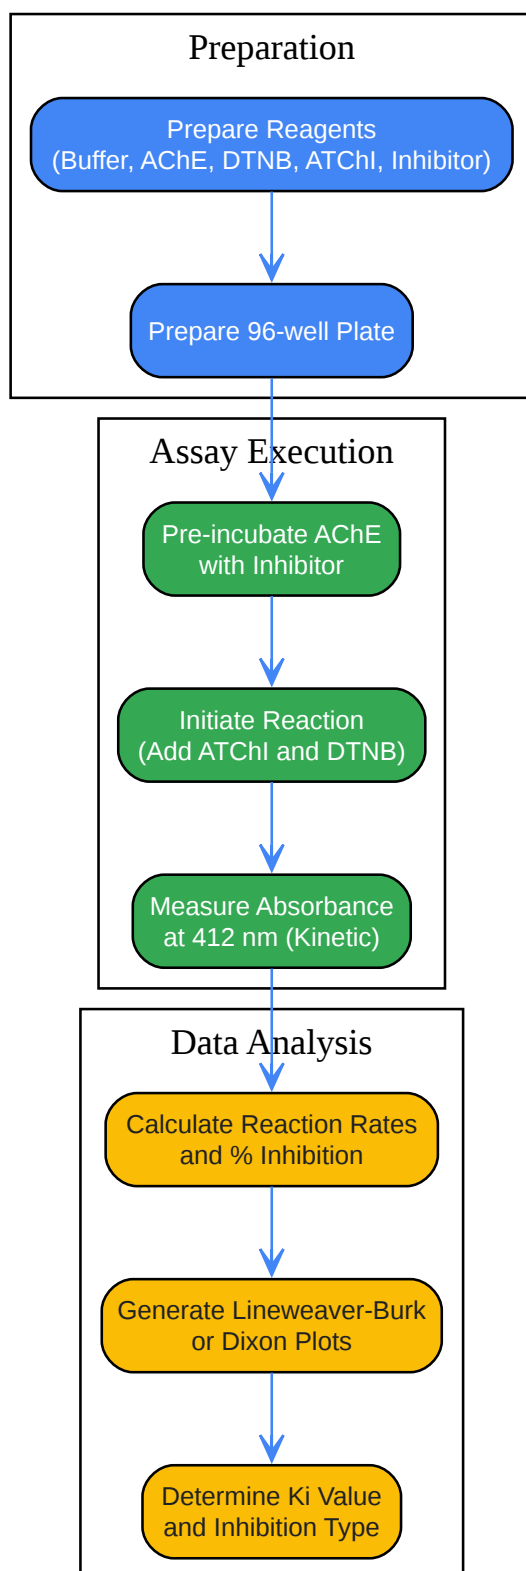 Preparation
Prepare Reagents
(Buffer, AChE, DTNB, ATChI, Inhibitor)
Prepare 96-well Plate
Assay Execution
Pre-incubate AChE
with Inhibitor
Initiate Reaction
(Add ATChI and DTNB)
Measure Absorbance
at 412 nm (Kinetic)
Data Analysis
Calculate Reaction Rates
and % Inhibition
Generate Lineweaver-Burk
or Dixon Plots
Determine Ki Value
and Inhibition Type